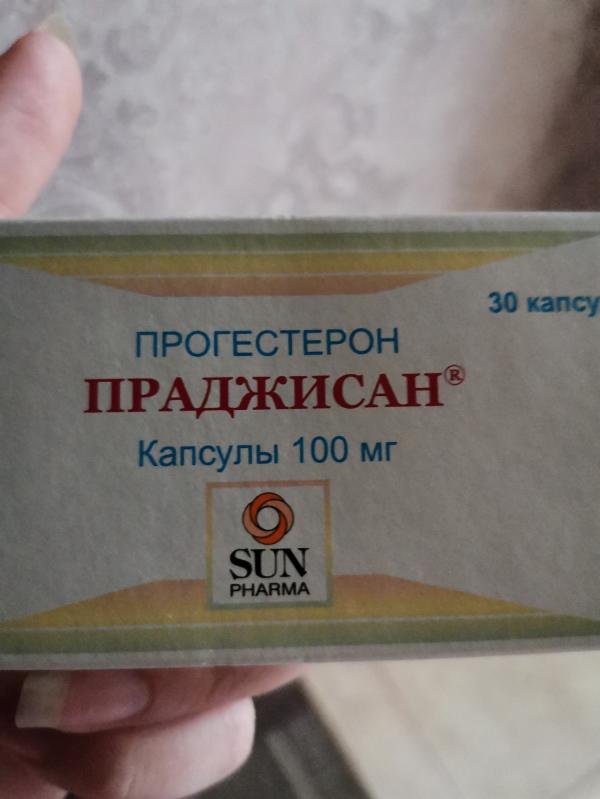 30 капсу
ПРОГЕСТЕРОН
ПРАДЖИСАН®
Капсулы 100 мг
SUN
PHARMA